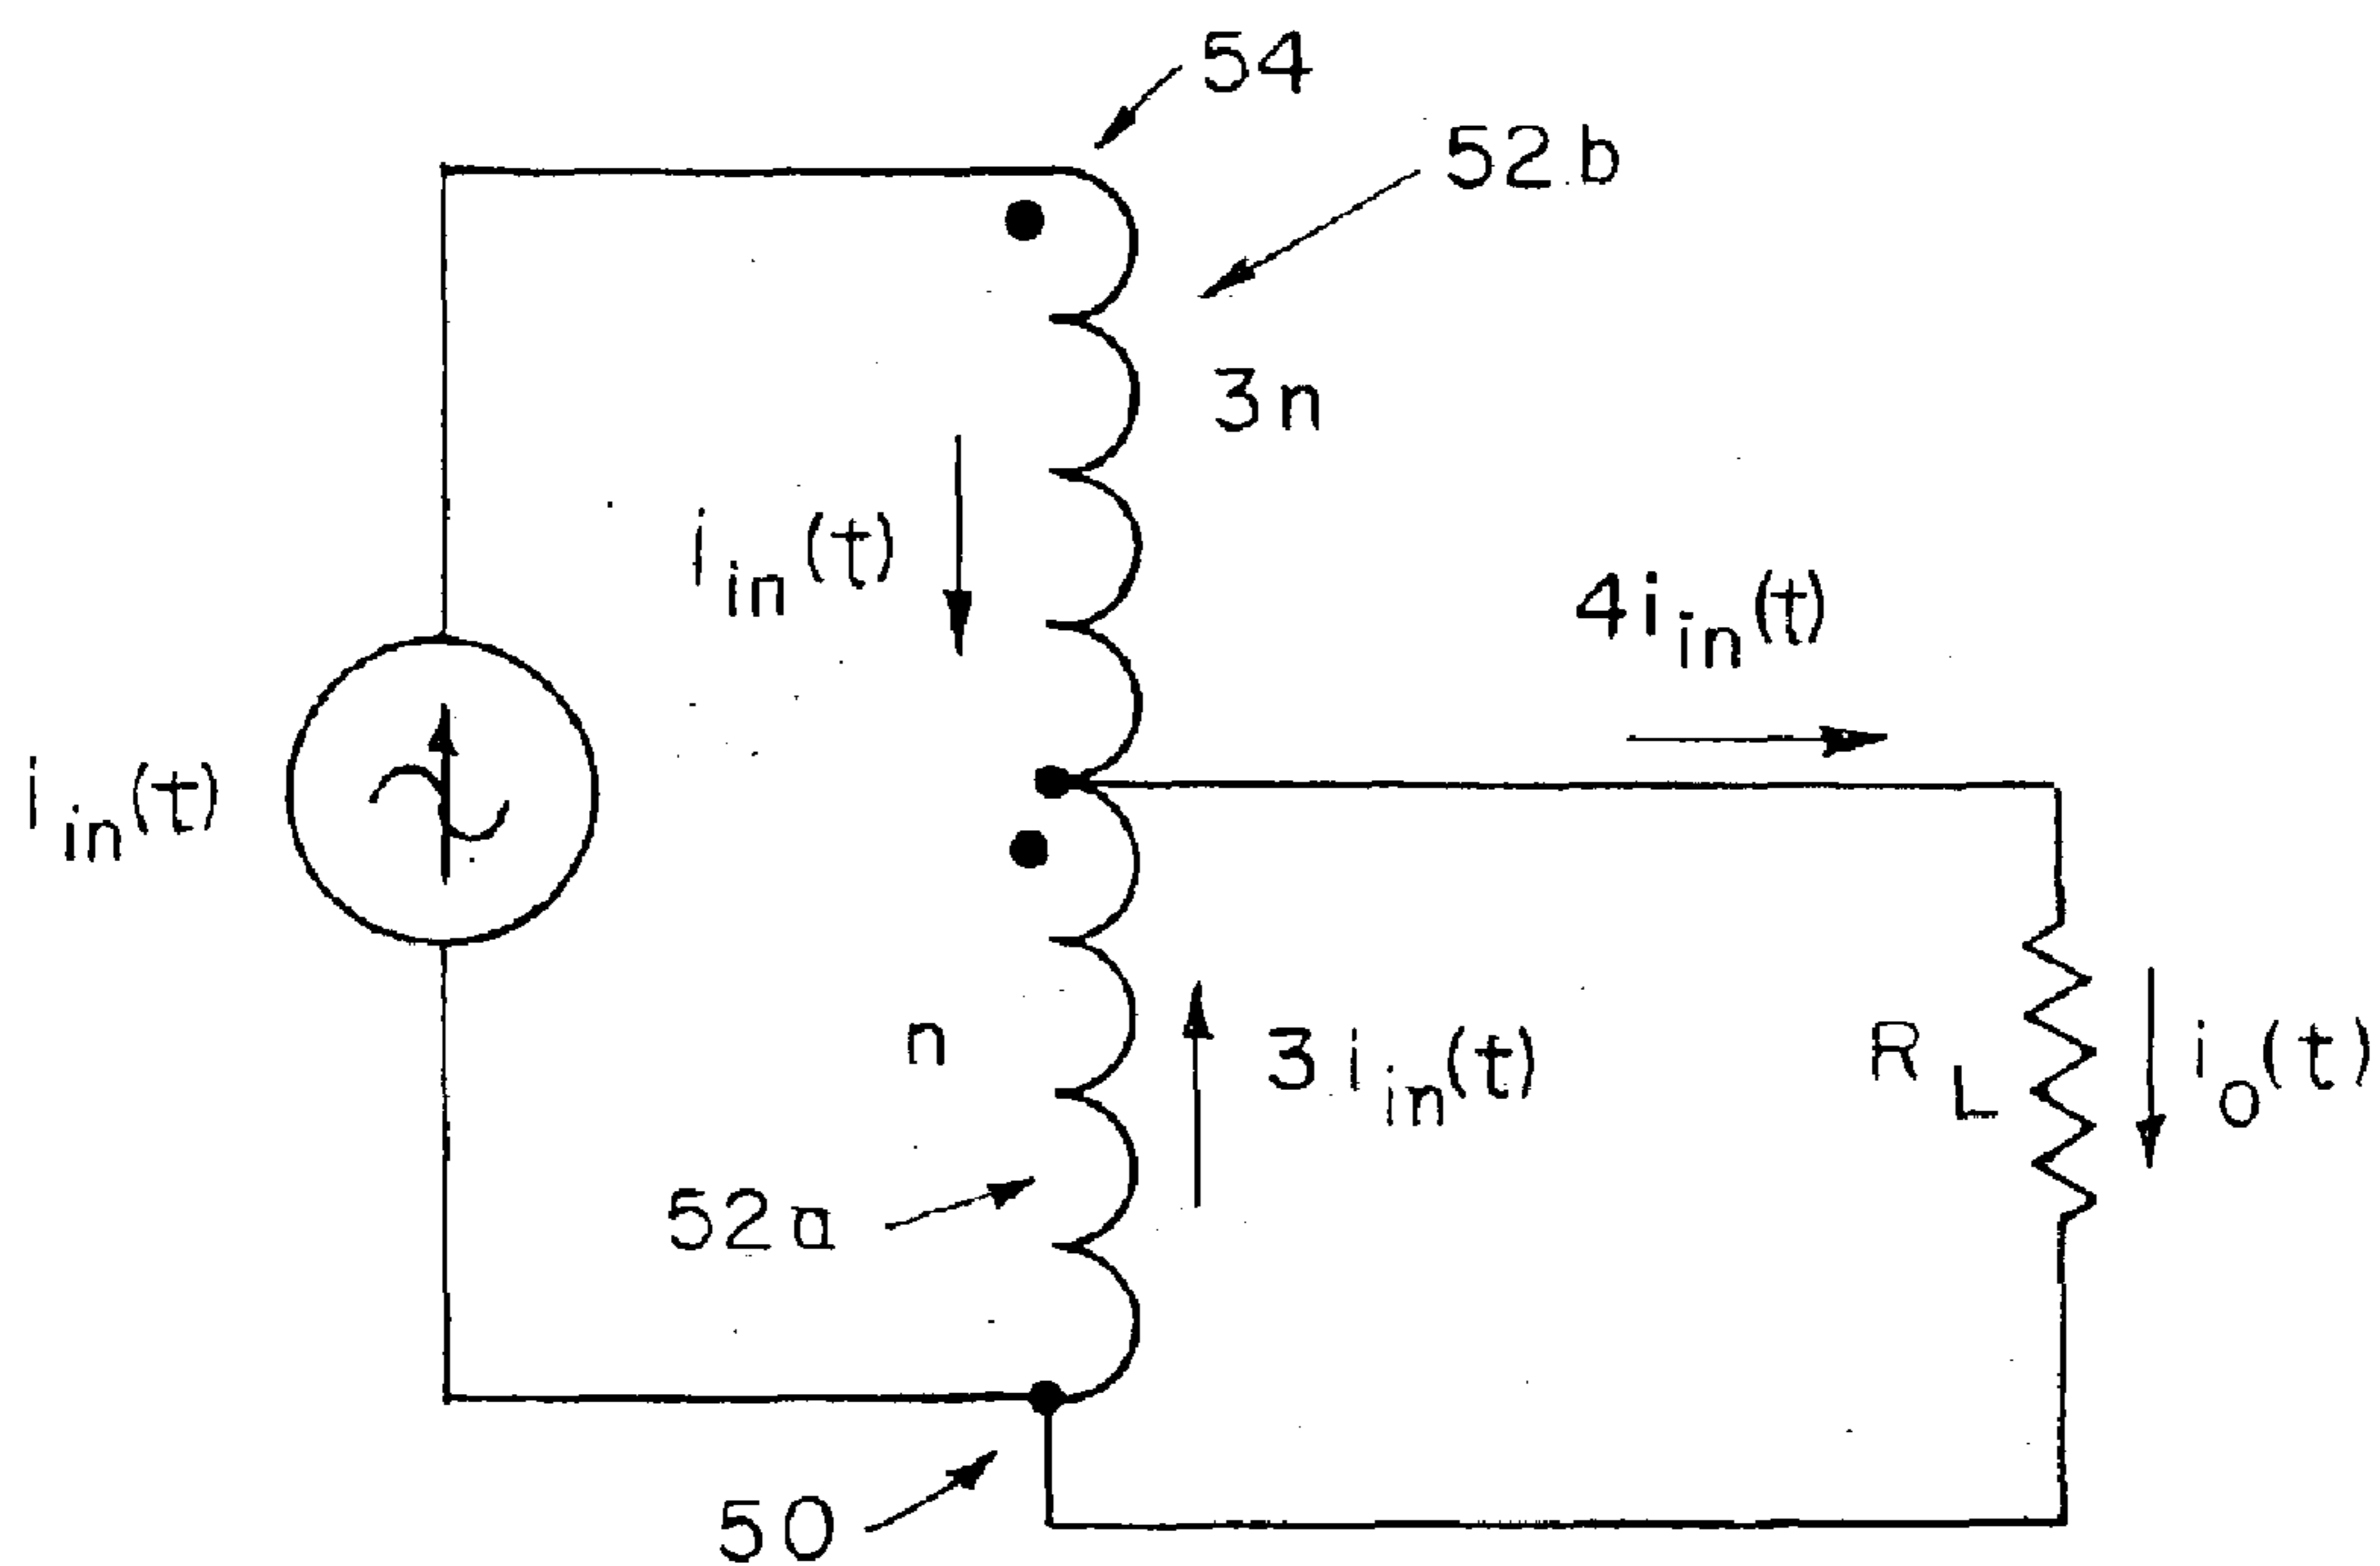 54
52b
3n
i_in(t)
4i_in(t)
i_in(t)
n
3i_in(t)
R_L
i_o(t)
52a
50